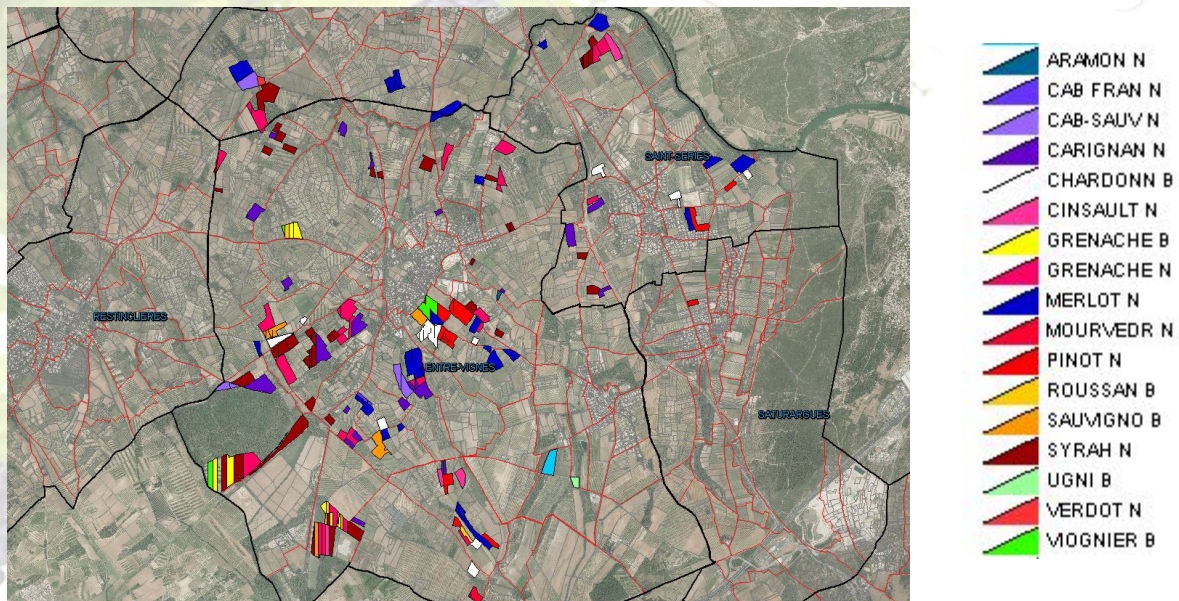 SAINT-SERIES
RESTINCLIERES
ENTRE-VIGNES
SATURARGUES
ARAMON N
CAB FRAN N
CAB-SAUV N
CARIGNAN N
CHARDONN B
CINSAULT N
GRENACHE B
GRENACHE N
MERLOT N
MOURVEDR N
PINOT N
ROUSSAN B
SAUVIGNO B
SYRAH N
UGNI B
VERDOT N
VIOGNIER B